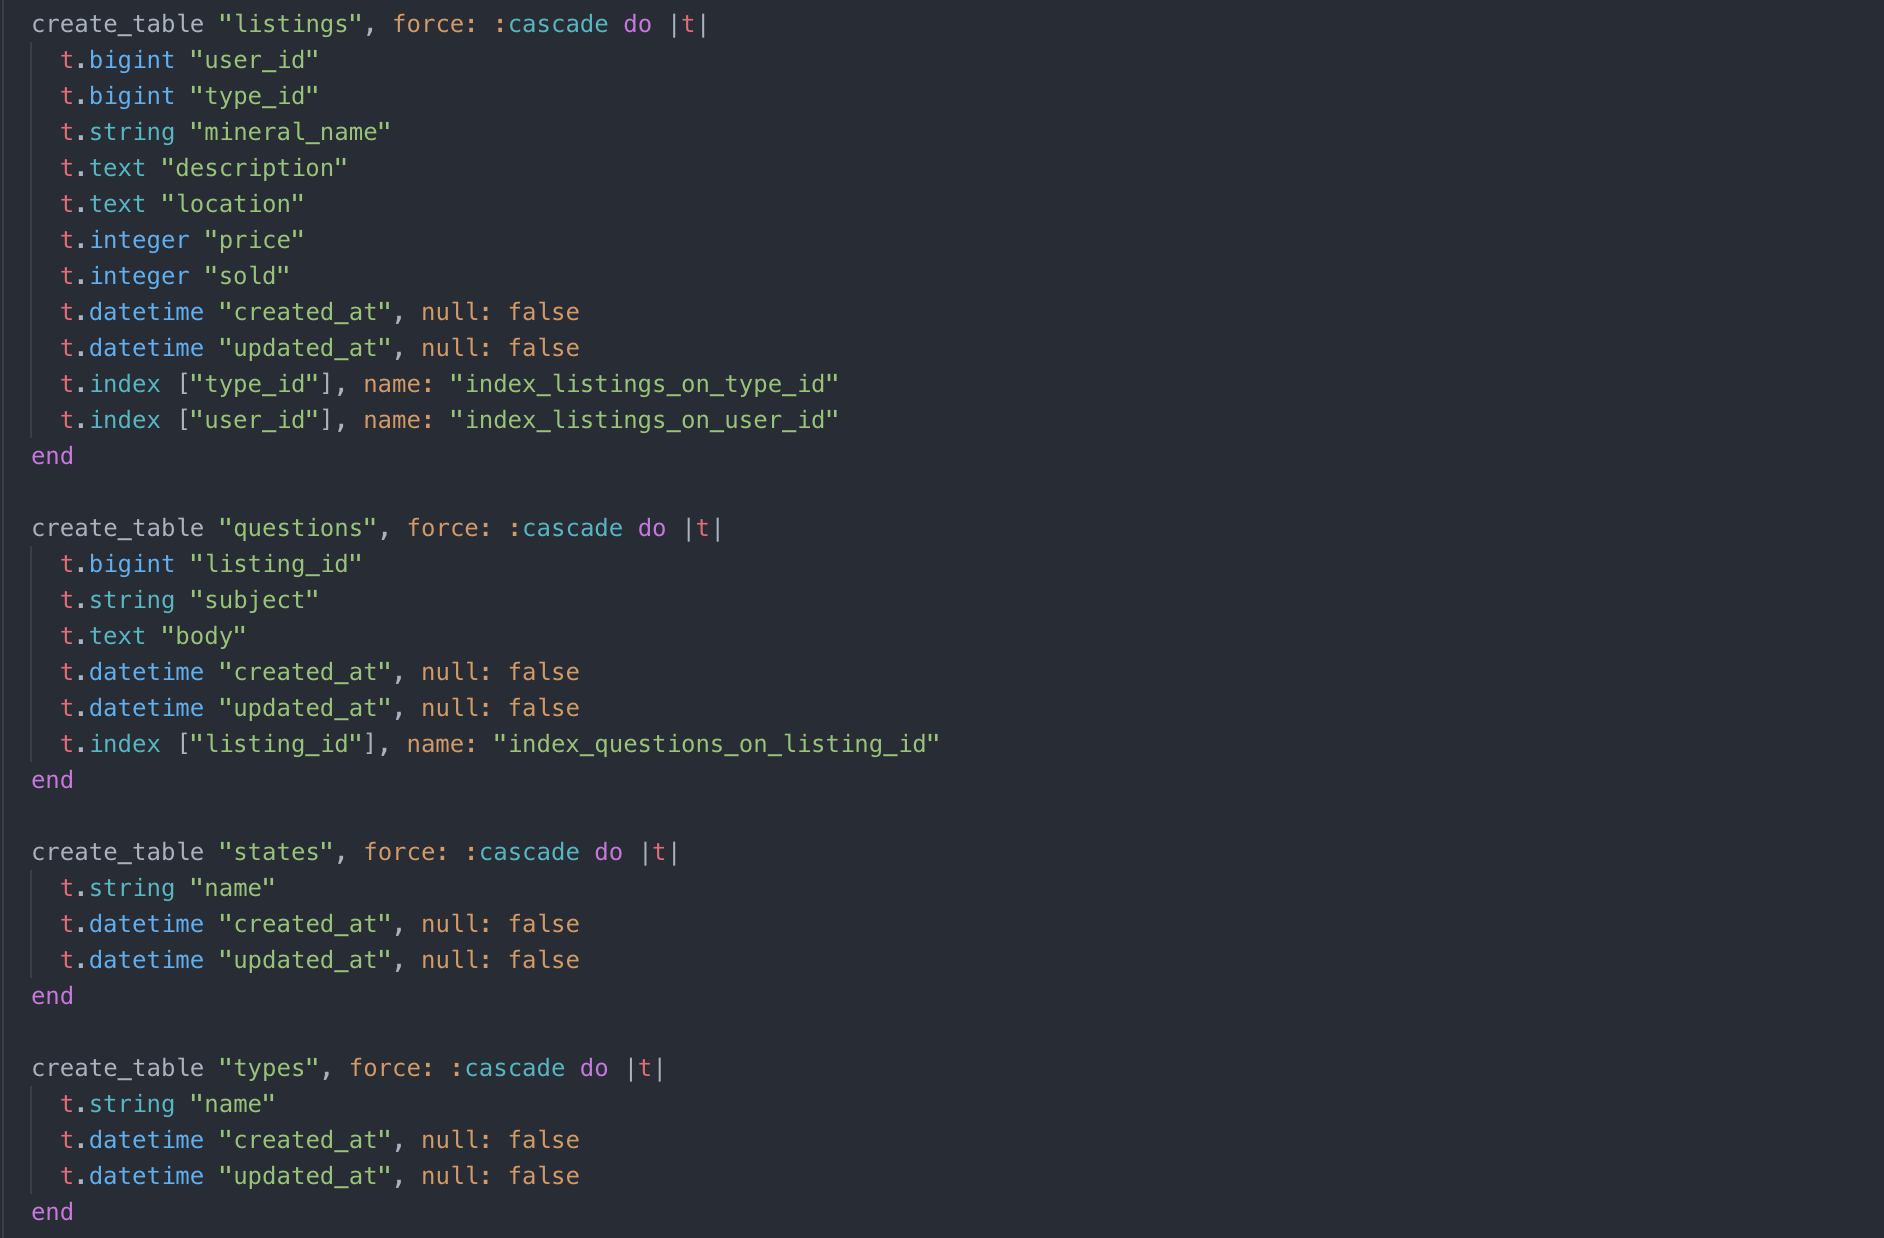 create_table "listings", force: :cascade do |t|
  t.bigint "user_id"
  t.bigint "type_id"
  t.string "mineral_name"
  t.text "description"
  t.text "location"
  t.integer "price"
  t.integer "sold"
  t.datetime "created_at", null: false
  t.datetime "updated_at", null: false
  t.index ["type_id"], name: "index_listings_on_type_id"
  t.index ["user_id"], name: "index_listings_on_user_id"
end

create_table "questions", force: :cascade do |t|
  t.bigint "listing_id"
  t.string "subject"
  t.text "body"
  t.datetime "created_at", null: false
  t.datetime "updated_at", null: false
  t.index ["listing_id"], name: "index_questions_on_listing_id"
end

create_table "states", force: :cascade do |t|
  t.string "name"
  t.datetime "created_at", null: false
  t.datetime "updated_at", null: false
end

create_table "types", force: :cascade do |t|
  t.string "name"
  t.datetime "created_at", null: false
  t.datetime "updated_at", null: false
end